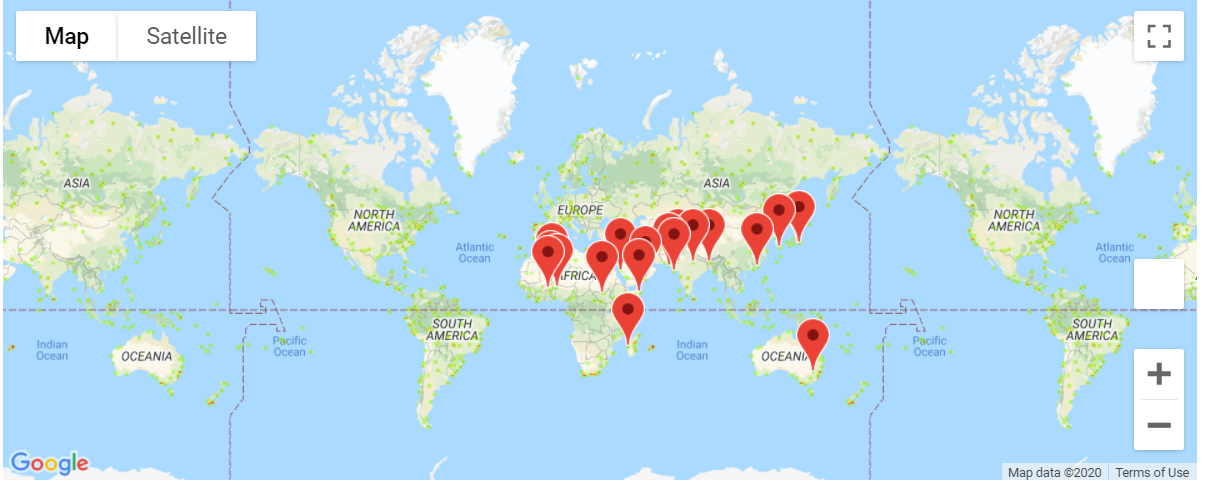 Map Satellite
ASIA
NORTH
AMERICA
EUROPE
ASIA
NORTH
AMERICA
Atlantic
Ocean
Atlantic
Ocean
AFRICA
SOUTH
AMERICA
SOUTH
AMERICA
Indian
Ocean
OCEANIA
Pacific
Ocean
Indian
Ocean
OCEANIA
Pacific
Ocean
Google
Map data ©2020 Terms of Use